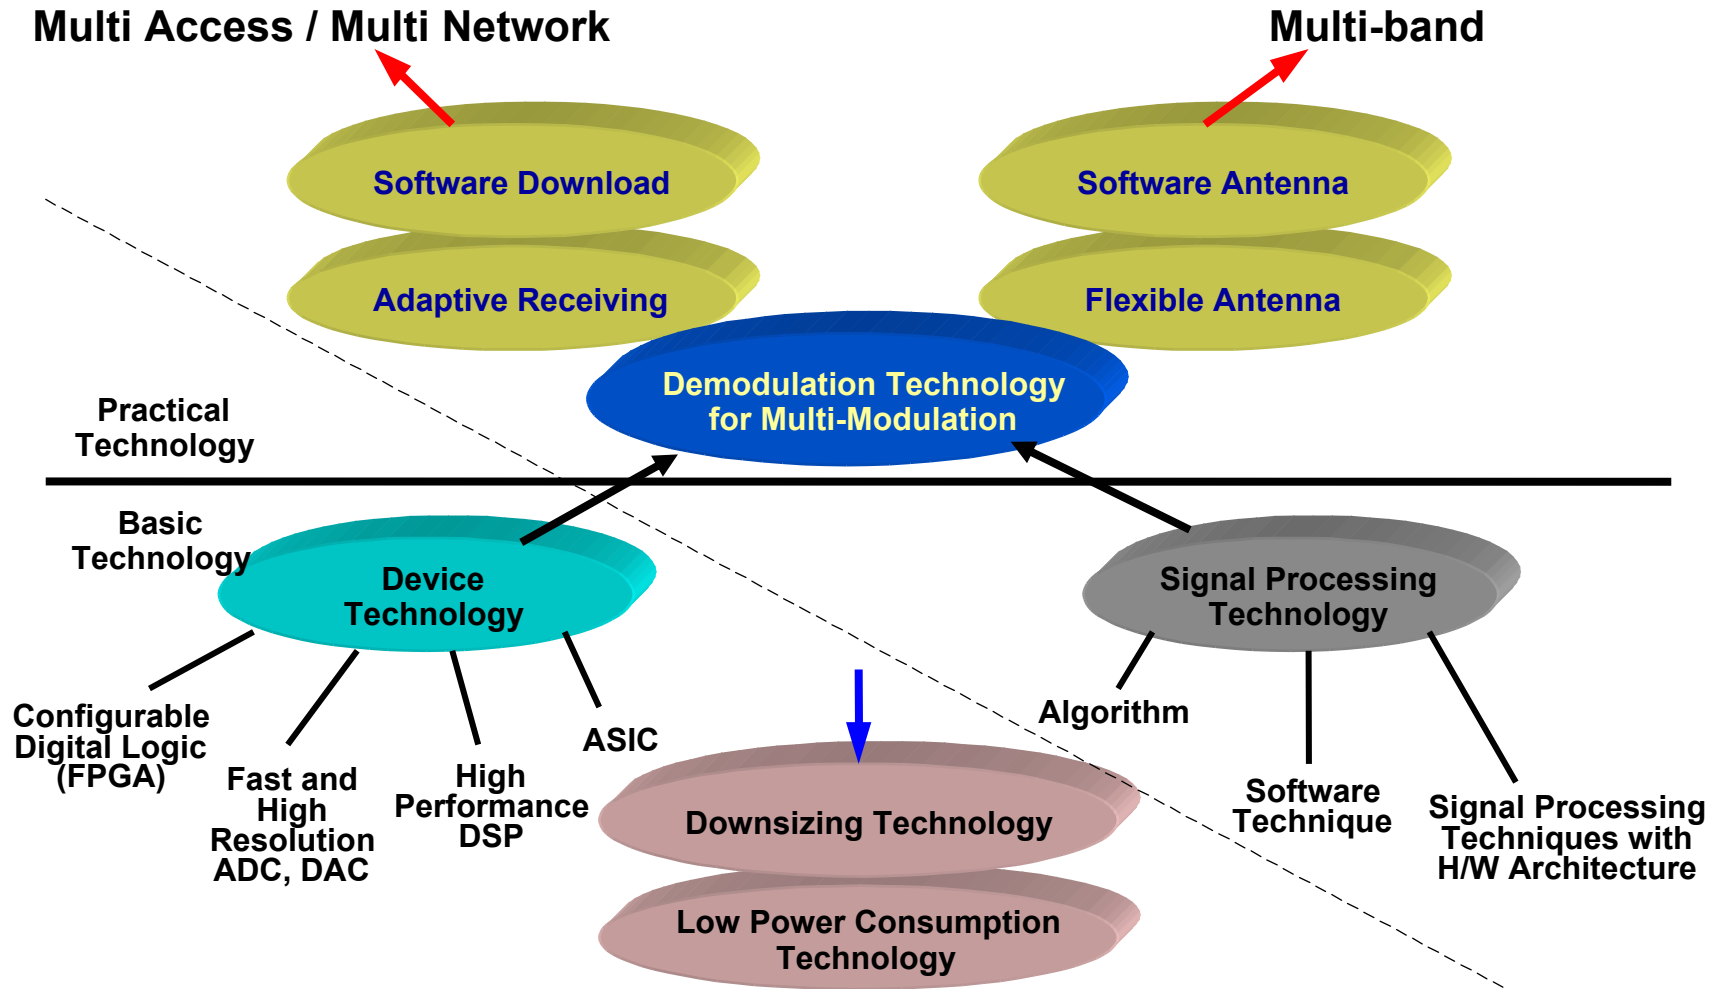 Multi Access / Multi Network
Multi-band
Software Download
Software Antenna
Adaptive Receiving
Flexible Antenna
Demodulation Technology
for Multi-Modulation
Practical
Technology
Basic
Technology
Device
Technology
Signal Processing
Technology
Configurable
Digital Logic
(FPGA)
Fast and
High
Resolution
ADC, DAC
High
Performance
DSP
ASIC
Algorithm
Software
Technique
Signal Processing
Techniques with
H/W Architecture
Downsizing Technology
Low Power Consumption
Technology